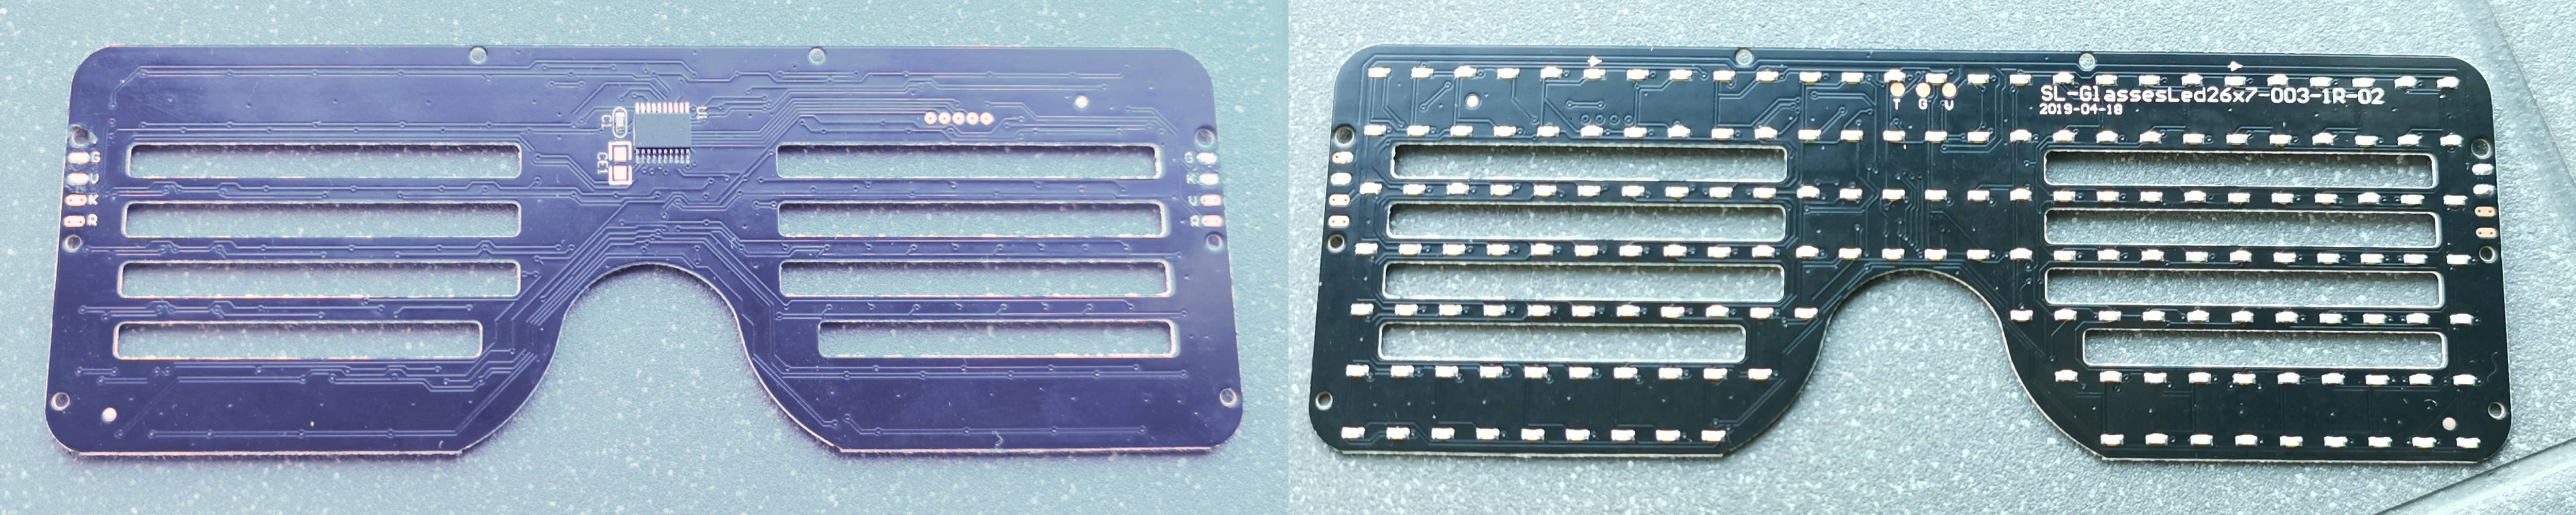 U1
C1
CE1
G
V
K
R
G
K
V
R
T G V
SL-GlassesLed26x7-003-1R-02
2019-04-18